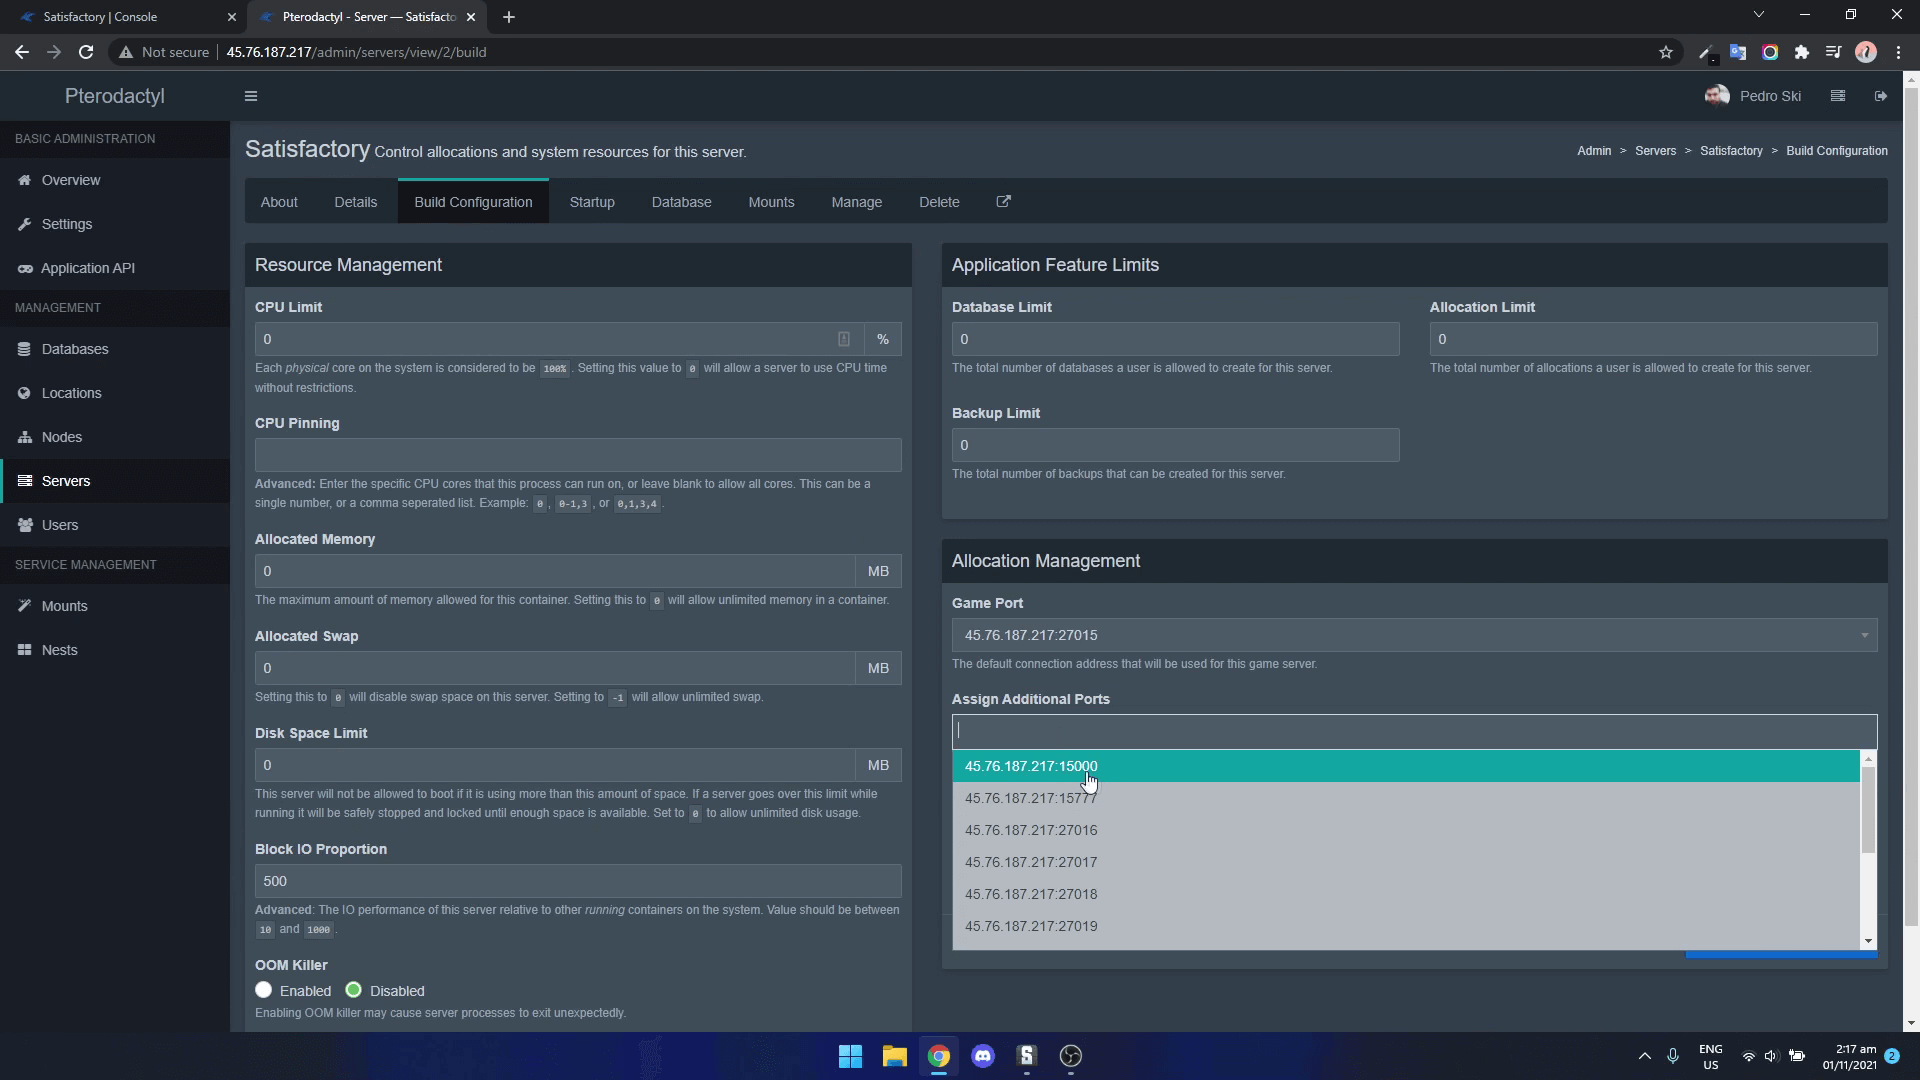 Satisfactory | Console
Pterodactyl - Server — Satisfacto
Not secure
45.76.187.217/admin/servers/view/2/build
Pterodactyl
Pedro Ski
BASIC ADMINISTRATION
Overview
Settings
Application API
MANAGEMENT
Databases
Locations
Nodes
Servers
Users
SERVICE MANAGEMENT
Mounts
Nests
Satisfactory Control allocations and system resources for this server.
Admin > Servers > Satisfactory > Build Configuration
About
Details
Build Configuration
Startup
Database
Mounts
Manage
Delete
Resource Management
CPU Limit
0
%
Each physical core on the system is considered to be 100% . Setting this value to 0 will allow a server to use CPU time
without restrictions.
CPU Pinning
Advanced: Enter the specific CPU cores that this process can run on, or leave blank to allow all cores. This can be a
single number, or a comma seperated list. Example: 0 , 0-1,3 , or 0,1,3,4 .
Allocated Memory
0
MB
The maximum amount of memory allowed for this container. Setting this to 0 will allow unlimited memory in a container.
Allocated Swap
0
MB
Setting this to 0 will disable swap space on this server. Setting to -1 will allow unlimited swap.
Disk Space Limit
0
MB
This server will not be allowed to boot if it is using more than this amount of space. If a server goes over this limit while
running it will be safely stopped and locked until enough space is available. Set to 0 to allow unlimited disk usage.
Block IO Proportion
500
Advanced: The IO performance of this server relative to other running containers on the system. Value should be between
10 and 1000 .
OOM Killer
Enabled
Disabled
Enabling OOM killer may cause server processes to exit unexpectedly.
Application Feature Limits
Database Limit
0
The total number of databases a user is allowed to create for this server.
Allocation Limit
0
The total number of allocations a user is allowed to create for this server.
Backup Limit
0
The total number of backups that can be created for this server.
Allocation Management
Game Port
45.76.187.217:27015
The default connection address that will be used for this game server.
Assign Additional Ports
45.76.187.217:15000
45.76.187.217:15777
45.76.187.217:27016
45.76.187.217:27017
45.76.187.217:27018
45.76.187.217:27019
ENG
US
2:17 am
01/11/2021
2